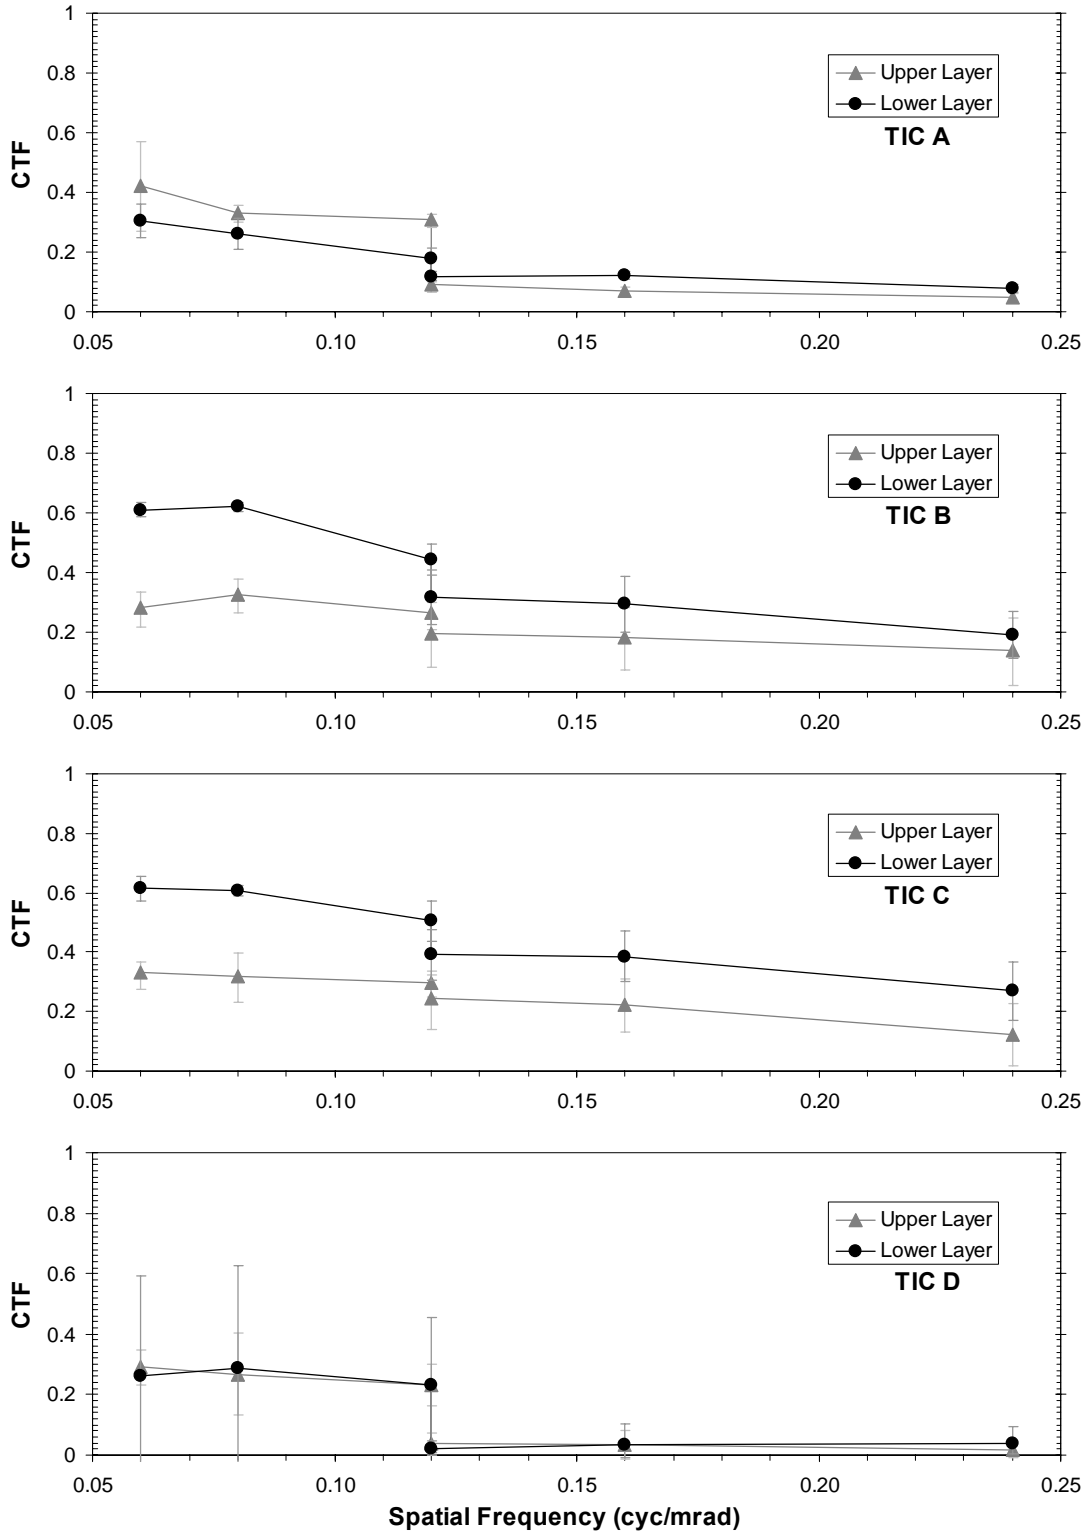 1
0.8
0.6
0.4
0.2
0
CTF
Upper Layer
Lower Layer
TIC A
0.05 0.10 0.15 0.20 0.25
1
0.8
0.6
0.4
0.2
0
CTF
Upper Layer
Lower Layer
TIC B
0.05 0.10 0.15 0.20 0.25
1
0.8
0.6
0.4
0.2
0
CTF
Upper Layer
Lower Layer
TIC C
0.05 0.10 0.15 0.20 0.25
1
0.8
0.6
0.4
0.2
0
CTF
Upper Layer
Lower Layer
TIC D
0.05 0.10 0.15 0.20 0.25
Spatial Frequency (cyc/mrad)